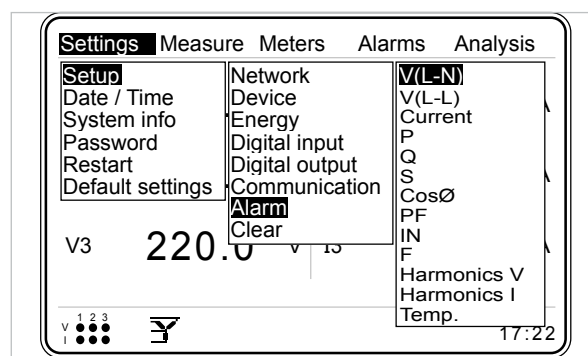 Settings Measure Meters Alarms Analysis
Setup
Date / Time
System info
Password
Restart
Default settings
Network
Device
Energy
Digital input
Digital output
Communication
Alarm
Clear
V(L-N)
V(L-L)
Current
P
Q
S
CosØ
PF
IN
F
Harmonics V
Harmonics I
Temp.
V3 220.0 V I3
1 2 3
V
I
17:22